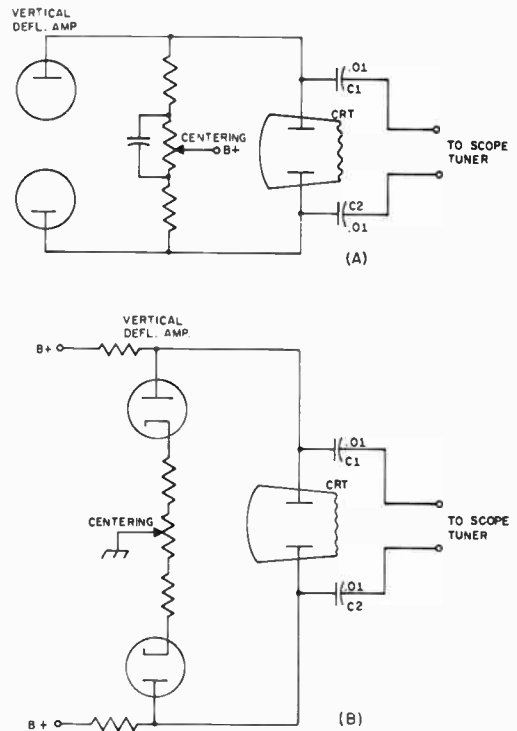 VERTICAL
DEFL. AMP.
.01
C1
CRT
CENTERING
B+
TO SCOPE
TUNER
C2
.01
(A)
VERTICAL
DEFL. AMP.
B+
.01
C1
CRT
CENTERING
TO SCOPE
TUNER
.01
C2
B+
(B)